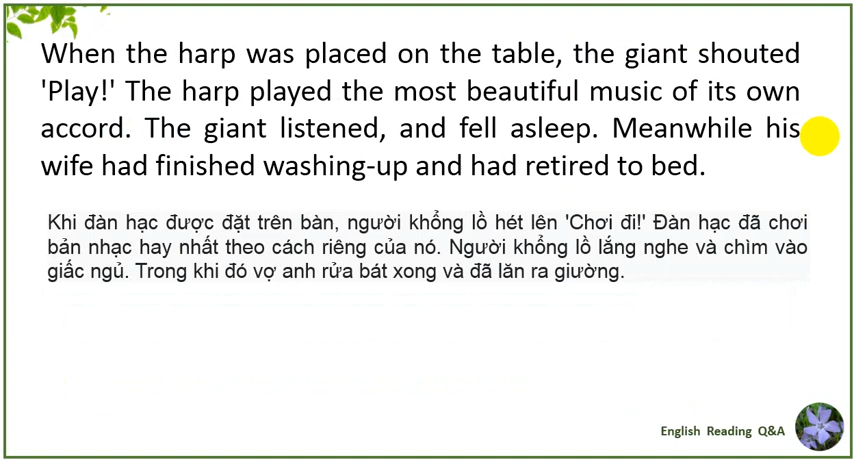 When the harp was placed on the table, the giant shouted
'Play!' The harp played the most beautiful music of its own
accord. The giant listened, and fell asleep. Meanwhile his
wife had finished washing-up and had retired to bed.
Khi đàn hạc được đặt trên bàn, người khổng lồ hét lên 'Chơi đi!' Đàn hạc đã chơi
bản nhạc hay nhất theo cách riêng của nó. Người khổng lồ lắng nghe và chìm vào
giấc ngủ. Trong khi đó vợ anh rửa bát xong và đã lăn ra giường.
English Reading Q&A